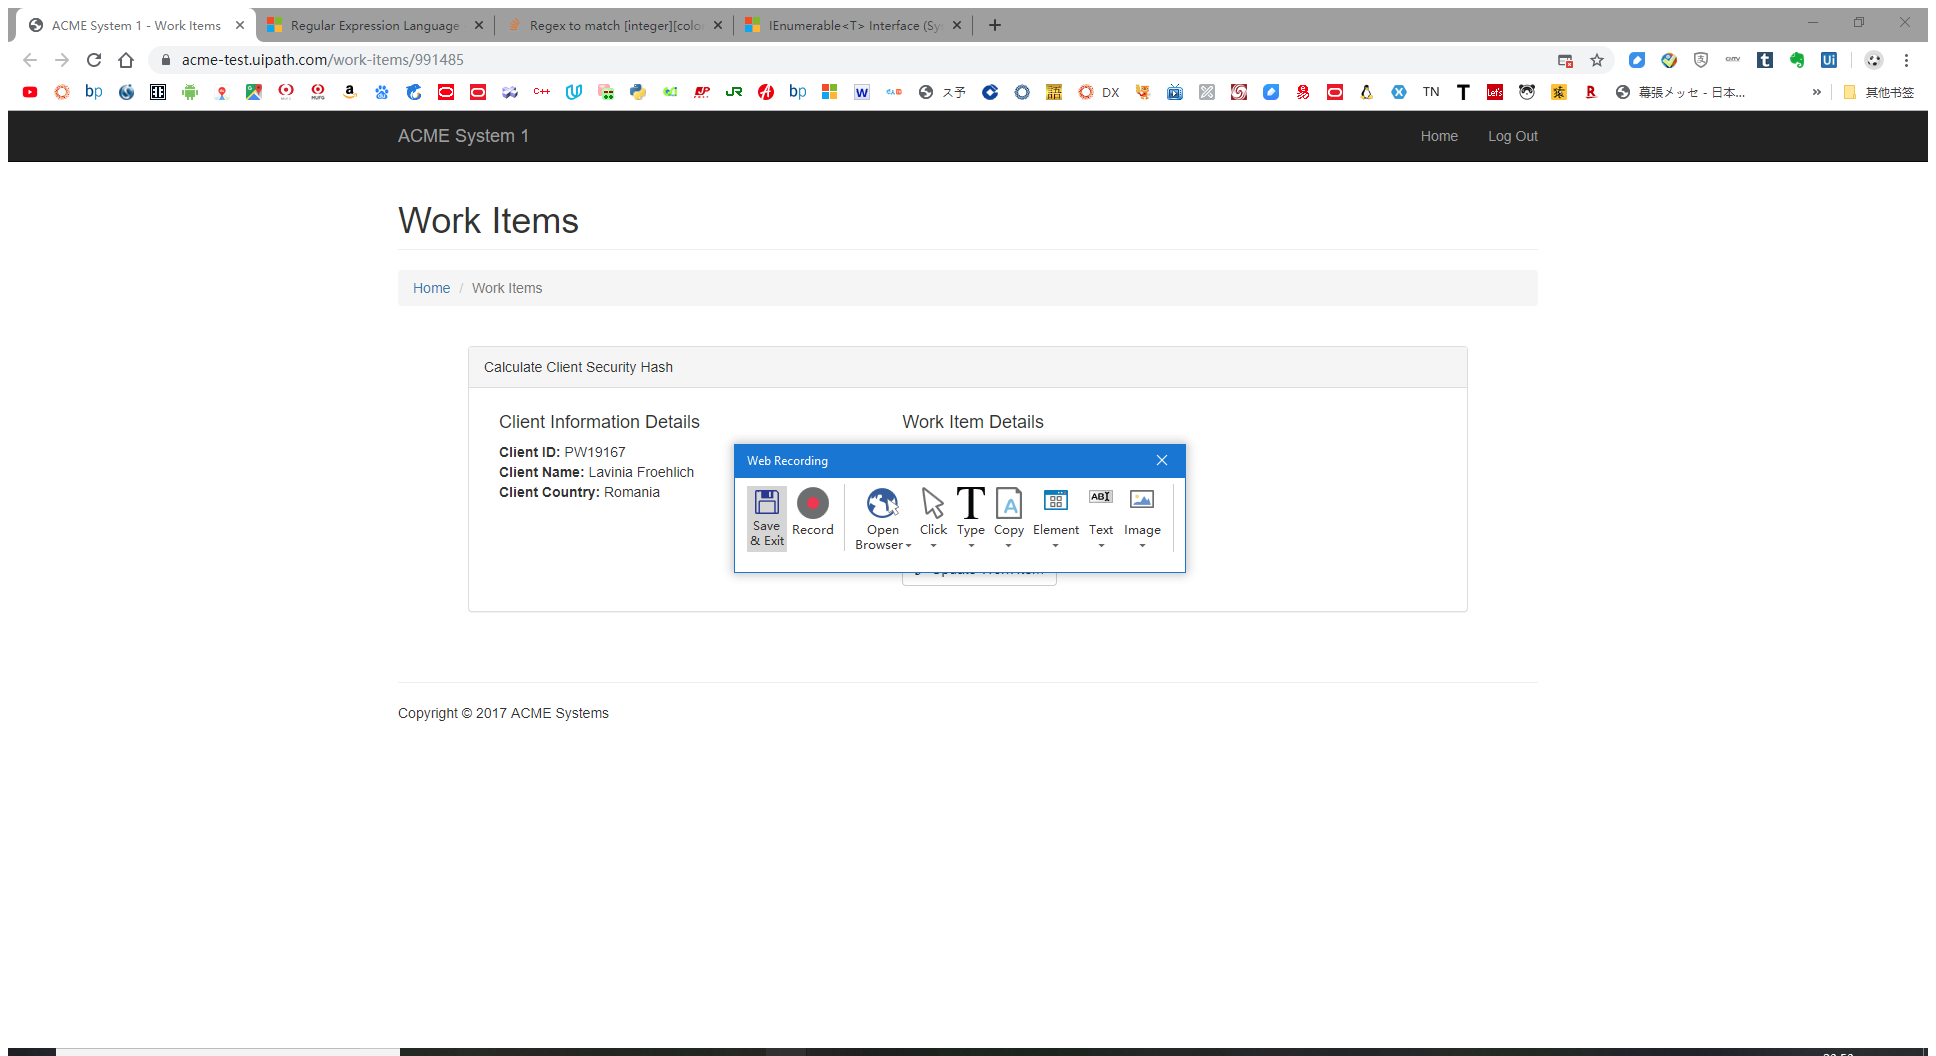 ACME System 1 - Work Items
Regular Expression Language
Regex to match [integer][colo
IEnumerable<T> Interface (Sy
acme-test.uipath.com/work-items/991485
bp
C++
bp
W
ス予
DX
TN
T
Let's
R
幕張メッセ - 日本...
»
其他书签
ACME System 1
Home
Log Out
Work Items
Home / Work Items
Calculate Client Security Hash
Client Information Details
Work Item Details
Client ID: PW19167
Client Name: Lavinia Froehlich
Client Country: Romania
Web Recording
Save & Exit
Record
Open Browser
Click
Type
Copy
Element
Text
Image
Copyright © 2017 ACME Systems